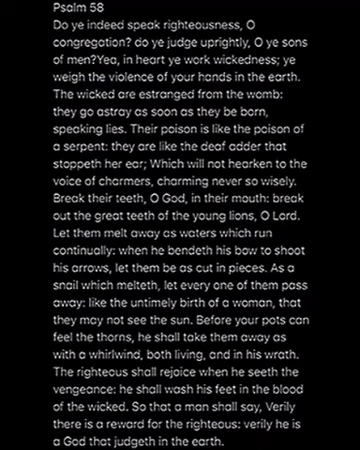 Psalm 58
Do ye indeed speak righteousness, O
congregation? do ye judge uprightly, O ye sons
of men?Yea, in heart ye work wickedness; ye
weigh the violence of your hands in the earth.
The wicked are estranged from the womb:
they go astray as soon as they be born,
speaking lies. Their poison is like the poison of
a serpent: they are like the deaf adder that
stoppeth her ear; Which will not hearken to the
voice of charmers, charming never so wisely.
Break their teeth, O God, in their mouth: break
out the great teeth of the young lions, O Lord.
Let them melt away as waters which run
continually: when he bendeth his bow to shoot
his arrows, let them be as cut in pieces. As a
snail which melteth, let every one of them pass
away: like the untimely birth of a woman, that
they may not see the sun. Before your pots can
feel the thorns, he shall take them away as
with a whirlwind, both living, and in his wrath.
The righteous shall rejoice when he seeth the
vengeance: he shall wash his feet in the blood
of the wicked. So that a man shall say, Verily
there is a reward for the righteous: verily he is
a God that judgeth in the earth.